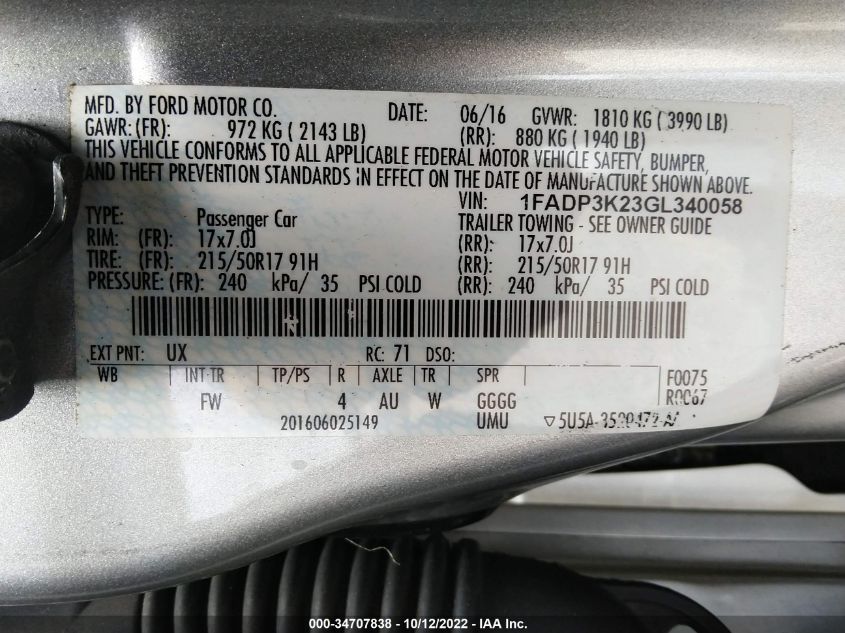 MFD. BY FORD MOTOR CO. DATE: 06/16 GVWR: 1810 KG ( 3990 LB)
GAWR: (FR): 972 KG ( 2143 LB) (RR): 880 KG ( 1940 LB)
THIS VEHICLE CONFORMS TO ALL APPLICABLE FEDERAL MOTOR VEHICLE SAFETY, BUMPER,
AND THEFT PREVENTION STANDARDS IN EFFECT ON THE DATE OF MANUFACTURE SHOWN ABOVE.
VIN: 1FADP3K23GL340058
TYPE: Passenger Car TRAILER TOWING - SEE OWNER GUIDE
RIM: (FR): 17x7.0J (RR): 17x7.0J
TIRE: (FR): 215/50R17 91H (RR): 215/50R17 91H
PRESSURE: (FR): 240 kPa/ 35 PSI COLD (RR): 240 kPa/ 35 PSI COLD
EXT PNT: UX RC: 71 DSO:
WB INT TR TP/PS R AXLE TR SPR F0075
FW 4 AU W GGGG R0067
201606025149 UMU ▽5U5A-
000-34707838 - 10/12/2022 - IAA Inc.